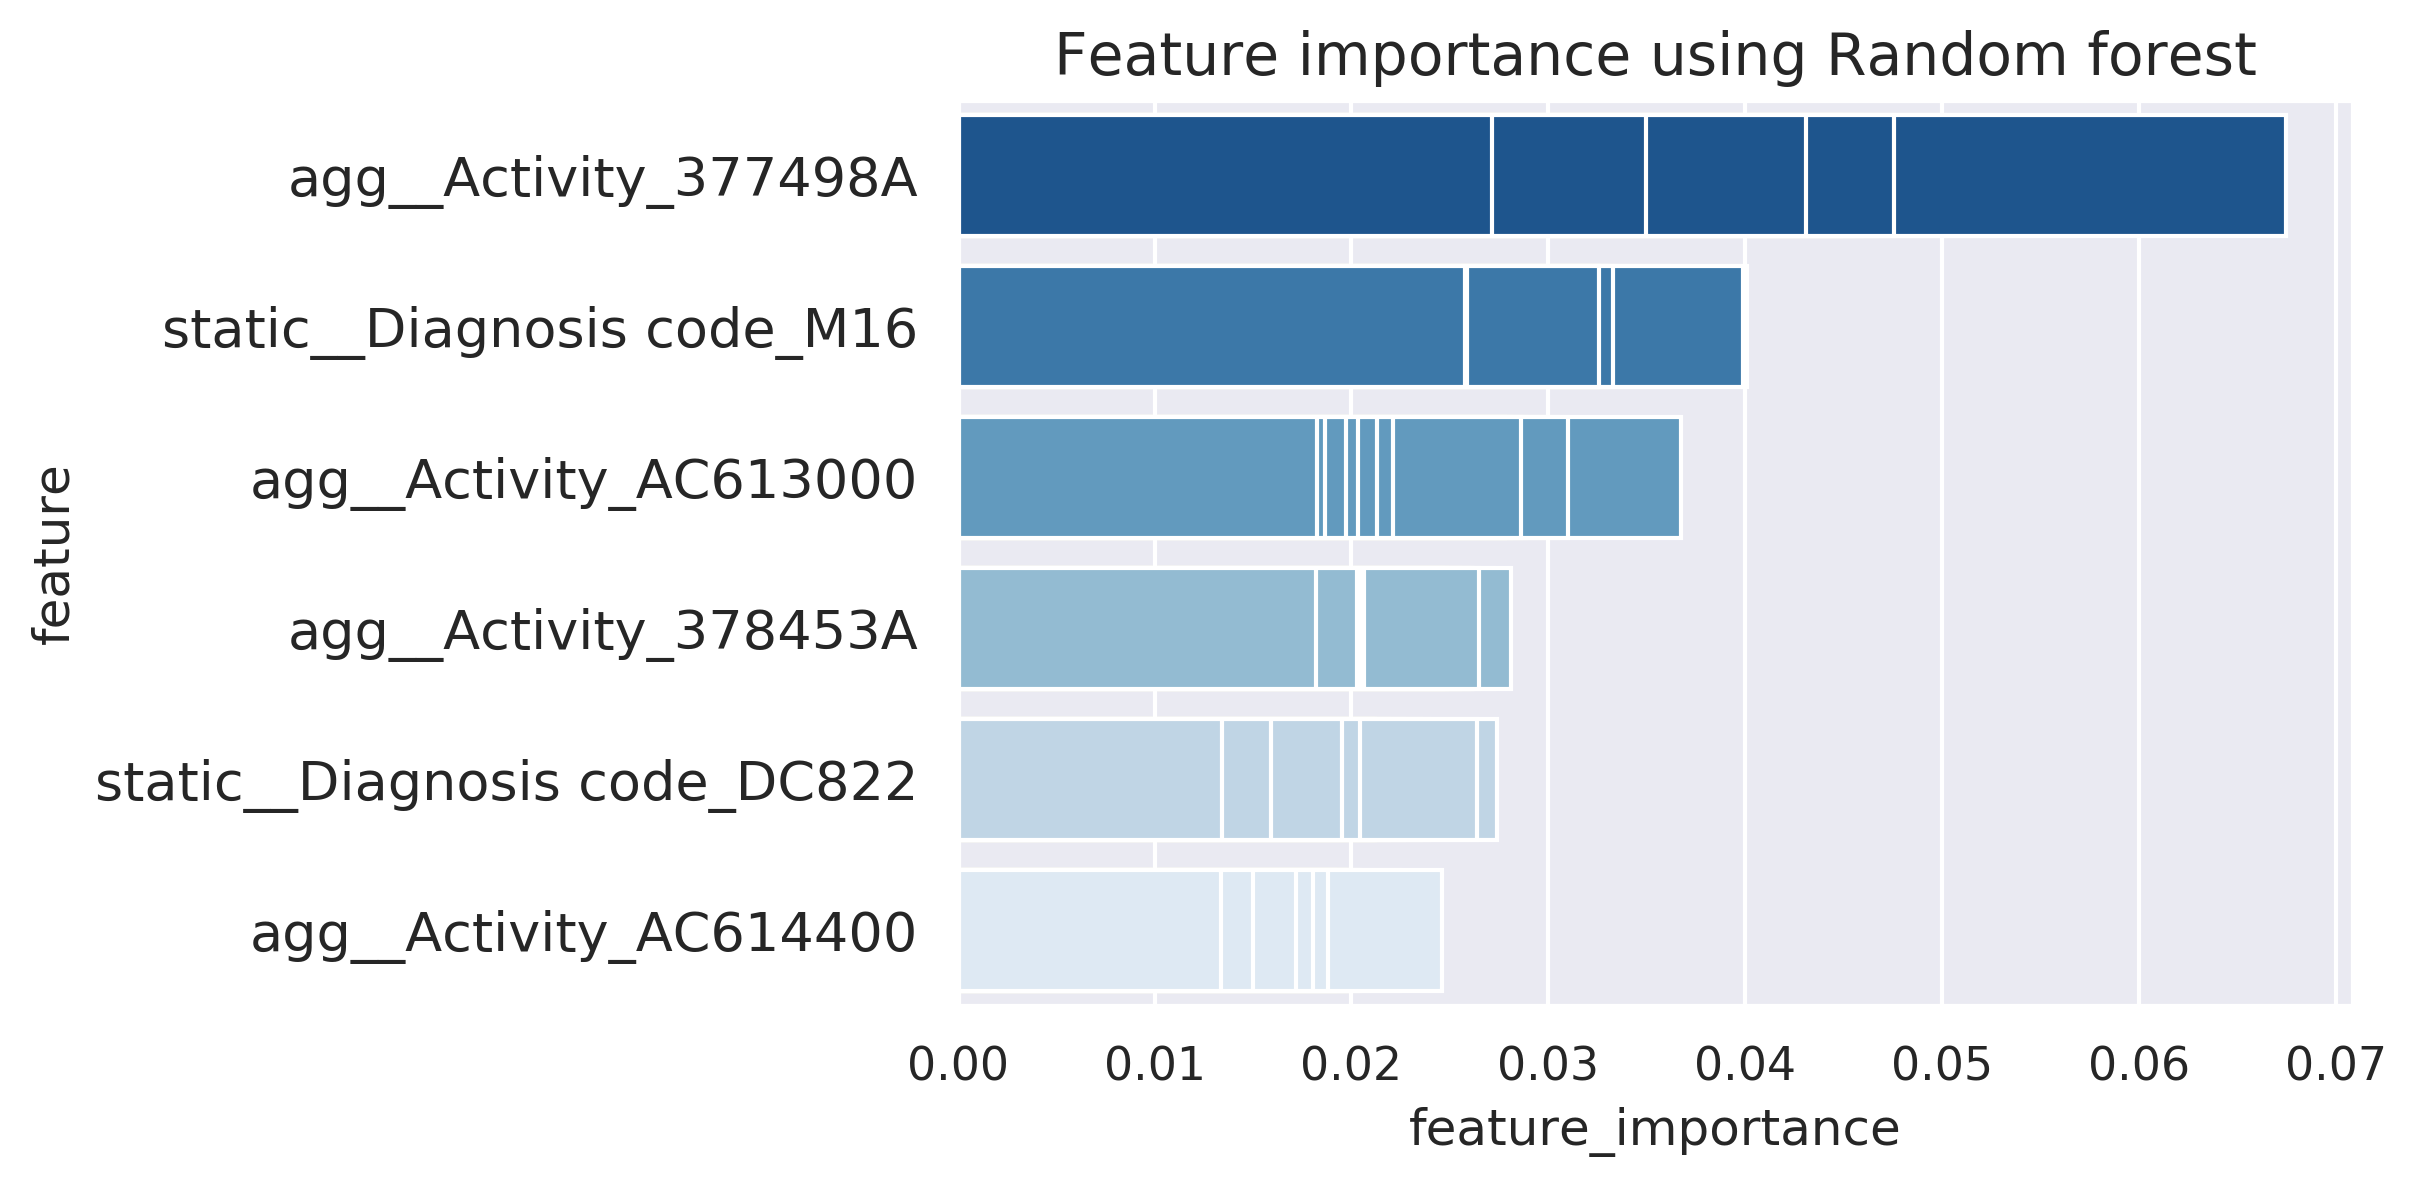 Feature importance using Random forest
feature
agg__Activity_377498A
static__Diagnosis code_M16
agg__Activity_AC613000
agg__Activity_378453A
static__Diagnosis code_DC822
agg__Activity_AC614400
0.00 0.01 0.02 0.03 0.04 0.05 0.06 0.07
feature_importance